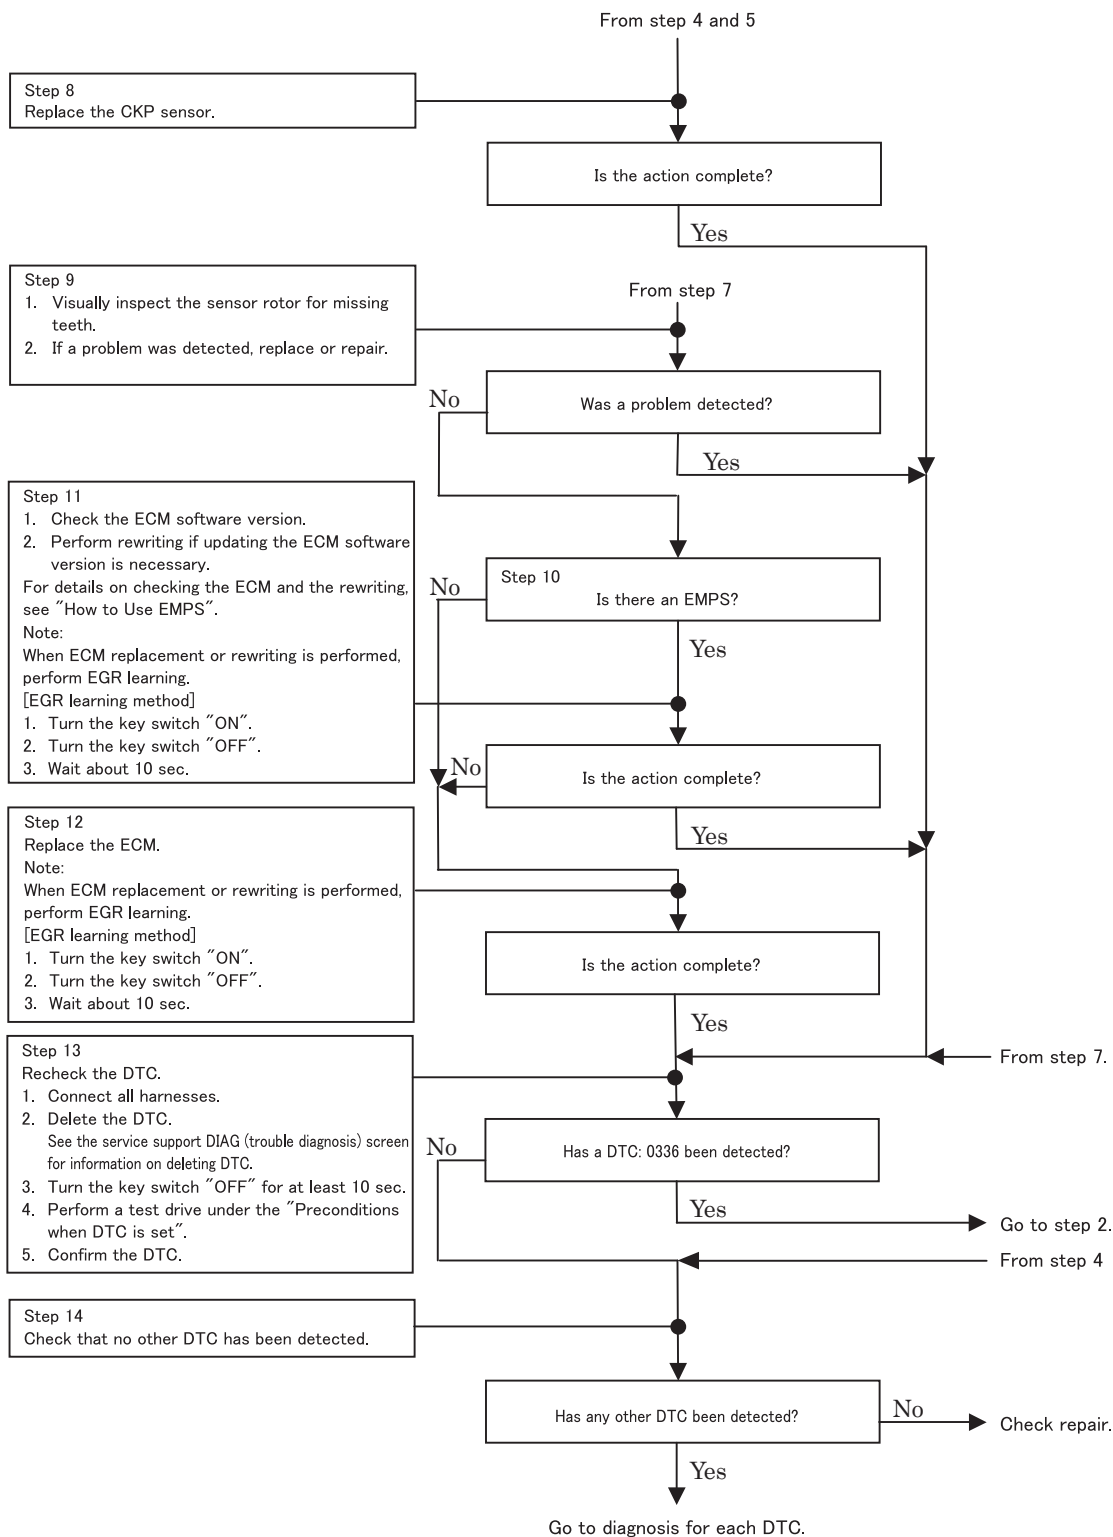 From step 4 and 5
Step 8
Replace the CKP sensor.
Is the action complete?
Yes
Step 9
1. Visually inspect the sensor rotor for missing
teeth.
2. If a problem was detected, replace or repair.
From step 7
Was a problem detected?
No
Yes
Step 11
1. Check the ECM software version.
2. Perform rewriting if updating the ECM software
version is necessary.
For details on checking the ECM and the rewriting,
see "How to Use EMPS".
Note:
When ECM replacement or rewriting is performed,
perform EGR learning.
[EGR learning method]
1. Turn the key switch "ON".
2. Turn the key switch "OFF".
3. Wait about 10 sec.
Step 10
Is there an EMPS?
No
Yes
Is the action complete?
No
Yes
Step 12
Replace the ECM.
Note:
When ECM replacement or rewriting is performed,
perform EGR learning.
[EGR learning method]
1. Turn the key switch "ON".
2. Turn the key switch "OFF".
3. Wait about 10 sec.
Is the action complete?
Yes
From step 7.
Step 13
Recheck the DTC.
1. Connect all harnesses.
2. Delete the DTC.
See the service support DIAG (trouble diagnosis) screen
for information on deleting DTC.
3. Turn the key switch "OFF" for at least 10 sec.
4. Perform a test drive under the "Preconditions
when DTC is set".
5. Confirm the DTC.
Has a DTC: 0336 been detected?
No
Yes
Go to step 2.
From step 4
Step 14
Check that no other DTC has been detected.
Has any other DTC been detected?
No
Check repair.
Yes
Go to diagnosis for each DTC.